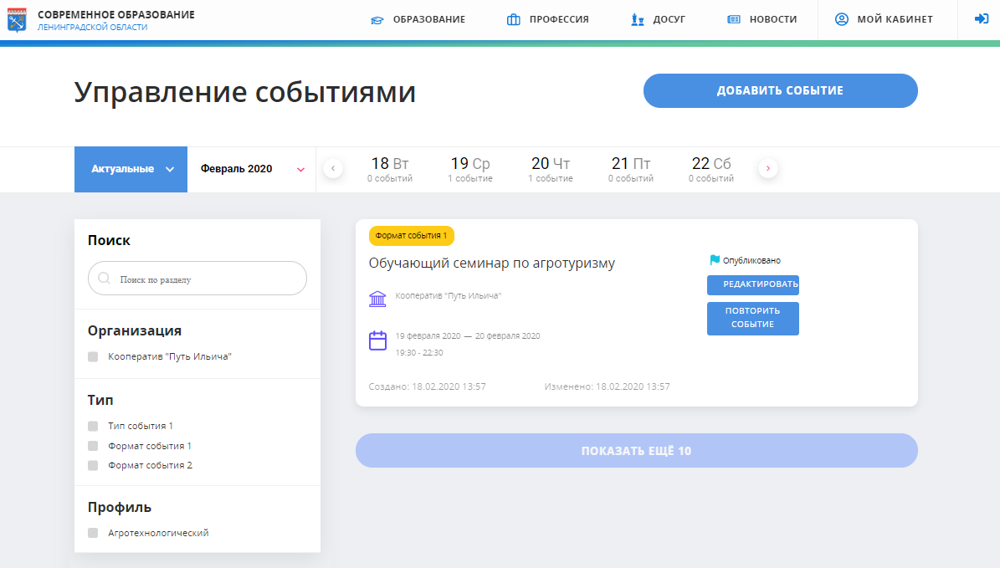 СОВРЕМЕННОЕ ОБРАЗОВАНИЕ
ЛЕНИНГРАДСКОЙ ОБЛАСТИ
ОБРАЗОВАНИЕ
ПРОФЕССИЯ
ДОСУГ
НОВОСТИ
МОЙ КАБИНЕТ
Управление событиями
ДОБАВИТЬ СОБЫТИЕ
Актуальные
Февраль 2020
18 Вт
0 событий
19 Ср
1 событие
20 Чт
1 событие
21 Пт
0 событий
22 Сб
0 событий
Поиск
Поиск по разделу
Организация
Кооператив "Путь Ильича"
Тип
Тип события 1
Формат события 1
Формат события 2
Профиль
Агротехнологический
Формат события 1
Обучающий семинар по агротуризму
Кооператив "Путь Ильича"
19 февраля 2020 — 20 февраля 2020
19:30 - 22:30
Создано: 18.02.2020 13:57
Изменено: 18.02.2020 13:57
Опубликовано
РЕДАКТИРОВАТЬ
ПОВТОРИТЬ
СОБЫТИЕ
ПОКАЗАТЬ ЕЩЁ 10